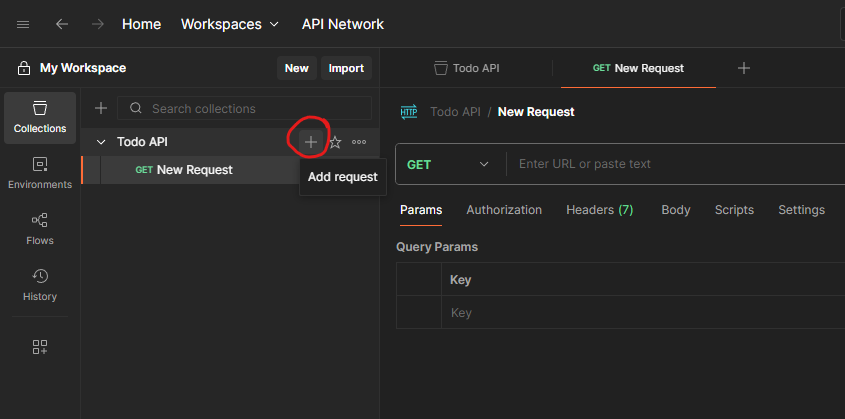 Home Workspaces API Network
My Workspace New Import
Todo API GET New Request
Collections
Search collections
HTTP Todo API / New Request
Todo API
GET New Request
Add request
GET Enter URL or paste text
Environments
Params Authorization Headers (7) Body Scripts Settings
Flows
Query Params
History
Key
Key